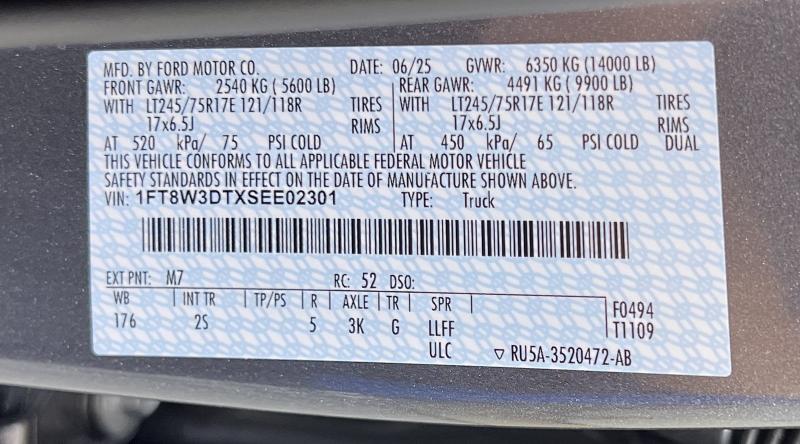 MFD. BY FORD MOTOR CO. DATE: 06/25 GVWR: 6350 KG (14000 LB)
FRONT GAWR: 2540 KG ( 5600 LB) REAR GAWR: 4491 KG ( 9900 LB)
WITH LT245/75R17E 121/118R TIRES WITH LT245/75R17E 121/118R TIRES
17x6.5J RIMS 17x6.5J RIMS
AT 520 kPa/ 75 PSI COLD AT 450 kPa/ 65 PSI COLD DUAL
THIS VEHICLE CONFORMS TO ALL APPLICABLE FEDERAL MOTOR VEHICLE
SAFETY STANDARDS IN EFFECT ON THE DATE OF MANUFACTURE SHOWN ABOVE.
VIN: 1FT8W3DTXSEE02301 TYPE: Truck
EXT PNT: M7 RC: 52 DSO:
WB INT TR TP/PS R AXLE TR SPR F0494
176 2S 5 3K G LLFF T1109
ULC ▽ RU5A-3520472-AB